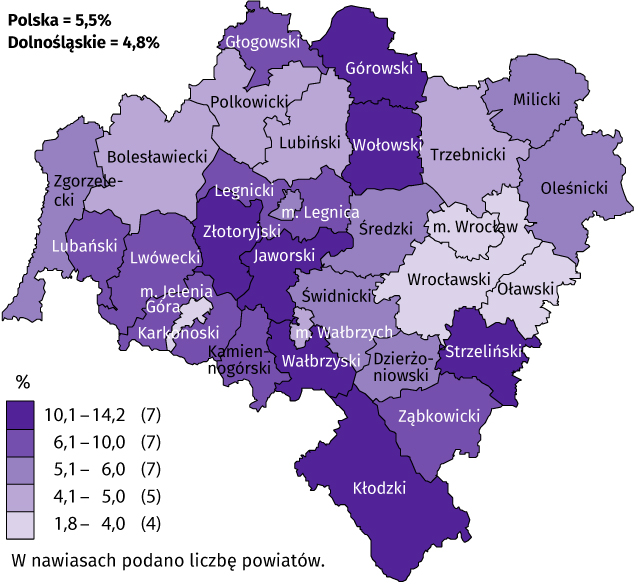 Polska = 5,5%
Dolnośląskie = 4,8%
Głogowski
Górowski
Polkowicki
Milicki
Lubiński
Wołowski
Bolesławiecki
Trzebnicki
Zgorzele-
cki
Legnicki
Oleśnicki
m. Legnica
Złotoryjski
Średzki
m. Wrocław
Lubański
Lwówecki
Jaworski
Wrocławski
Oławski
m. Jelenia
Góra
Świdnicki
Karkonoski
m. Wałbrzych
Kamien-
nogórski
Wałbrzyski
Dzierżo-
niowski
Strzeliński
Ząbkowicki
Kłodzki
%
10,1 – 14,2 (7)
6,1 – 10,0 (7)
5,1 – 6,0 (7)
4,1 – 5,0 (5)
1,8 – 4,0 (4)
W nawiasach podano liczbę powiatów.